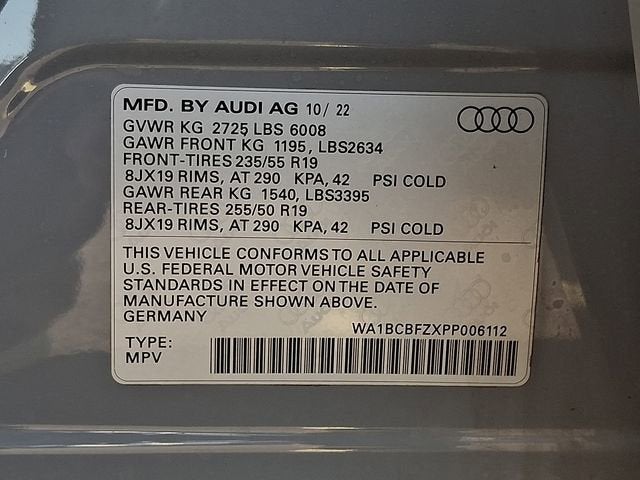 MFD. BY AUDI AG 10/ 22
GVWR KG 2725 LBS 6008
GAWR FRONT KG 1195, LBS2634
FRONT-TIRES 235/55 R19
8JX19 RIMS, AT 290 KPA, 42 PSI COLD
GAWR REAR KG 1540, LBS3395
REAR-TIRES 255/50 R19
8JX19 RIMS, AT 290 KPA, 42 PSI COLD
THIS VEHICLE CONFORMS TO ALL APPLICABLE
U.S. FEDERAL MOTOR VEHICLE SAFETY
STANDARDS IN EFFECT ON THE DATE OF
MANUFACTURE SHOWN ABOVE.
GERMANY
WA1BCBFZXPP006112
TYPE:
MPV